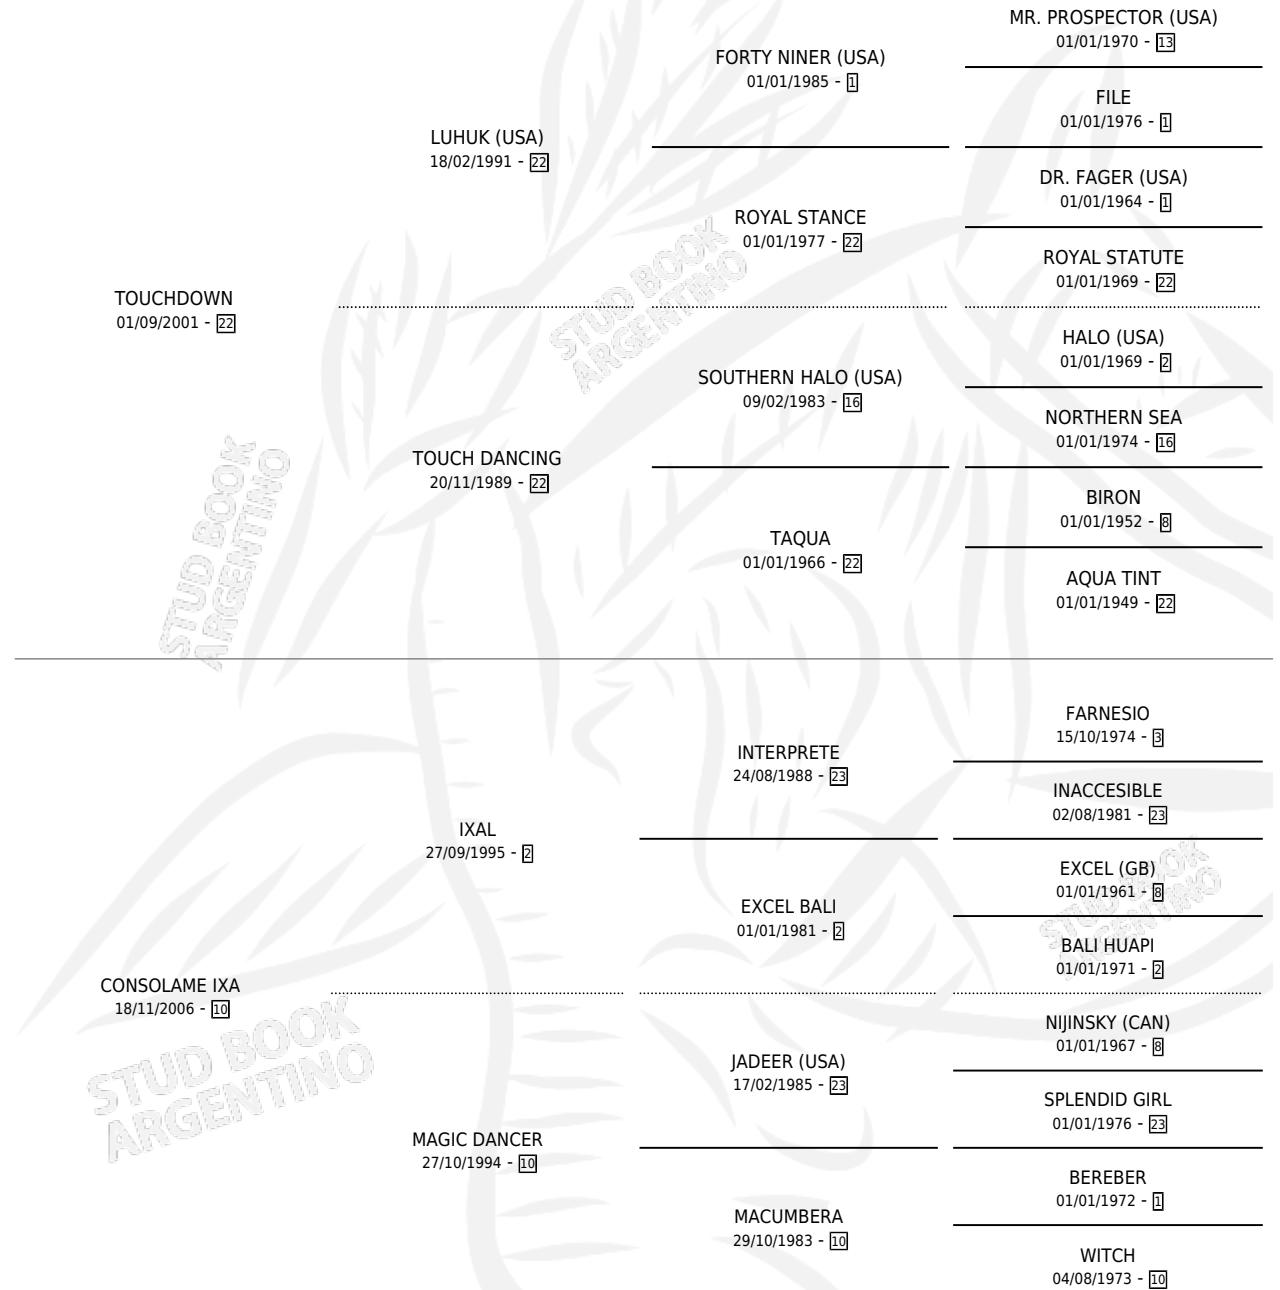 MR. PROSPECTOR (USA)
01/01/1970 - 13
FORTY NINER (USA)
01/01/1985 - 1
FILE
01/01/1976 - 1
LUHUK (USA)
18/02/1991 - 22
DR. FAGER (USA)
01/01/1964 - 1
ROYAL STANCE
01/01/1977 - 22
ROYAL STATUTE
01/01/1969 - 22
TOUCHDOWN
01/09/2001 - 22
STUD BOOK
ARGENTINO
HALO (USA)
01/01/1969 - 2
SOUTHERN HALO (USA)
09/02/1983 - 16
NORTHERN SEA
01/01/1974 - 16
TOUCH DANCING
20/11/1989 - 22
BIRON
01/01/1952 - 8
TAQUA
01/01/1966 - 22
AQUA TINT
01/01/1949 - 22
STUD BOOK
ARGENTINO
FARNESIO
15/10/1974 - 3
INTERPRETE
24/08/1988 - 23
INACCESIBLE
02/08/1981 - 23
IXAL
27/09/1995 - 2
EXCEL (GB)
01/01/1961 - 8
EXCEL BALI
01/01/1981 - 2
STUD BOOK
ARGENTINO
BALI HUAPI
01/01/1971 - 2
CONSOLAME IXA
18/11/2006 - 10
NIJINSKY (CAN)
01/01/1967 - 8
JADEER (USA)
17/02/1985 - 23
STUD BOOK
ARGENTINO
SPLENDID GIRL
01/01/1976 - 23
MAGIC DANCER
27/10/1994 - 10
BEREBER
01/01/1972 - 1
MACUMBERA
29/10/1983 - 10
WITCH
04/08/1973 - 10